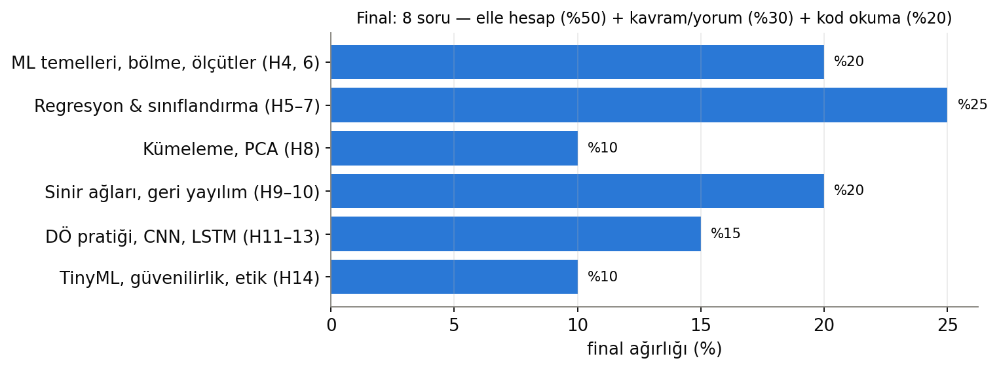 Final: 8 soru — elle hesap (%50) + kavram/yorum (%30) + kod okuma (%20)
ML temelleri, bölme, ölçütler (H4, 6) %20
Regresyon & sınıflandırma (H5–7) %25
Kümeleme, PCA (H8) %10
Sinir ağları, geri yayılım (H9–10) %20
DÖ pratiği, CNN, LSTM (H11–13) %15
TinyML, güvenilirlik, etik (H14) %10
0 5 10 15 20 25
final ağırlığı (%)